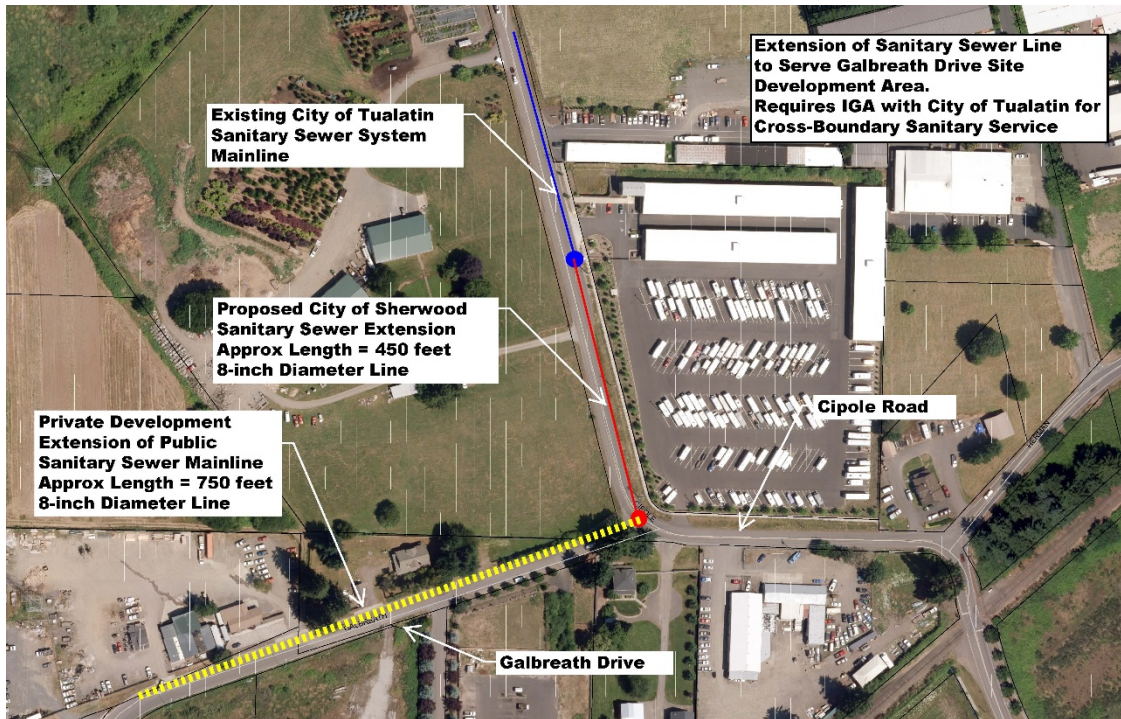 Extension of Sanitary Sewer Line
to Serve Galbreath Drive Site
Development Area.
Requires IGA with City of Tualatin for
Cross-Boundary Sanitary Service
Existing City of Tualatin
Sanitary Sewer System
Mainline
Proposed City of Sherwood
Sanitary Sewer Extension
Approx Length = 450 feet
8-inch Diameter Line
Cipole Road
Private Development
Extension of Public
Sanitary Sewer Mainline
Approx Length = 750 feet
8-inch Diameter Line
HERMAN
GALBREATH
Galbreath Drive